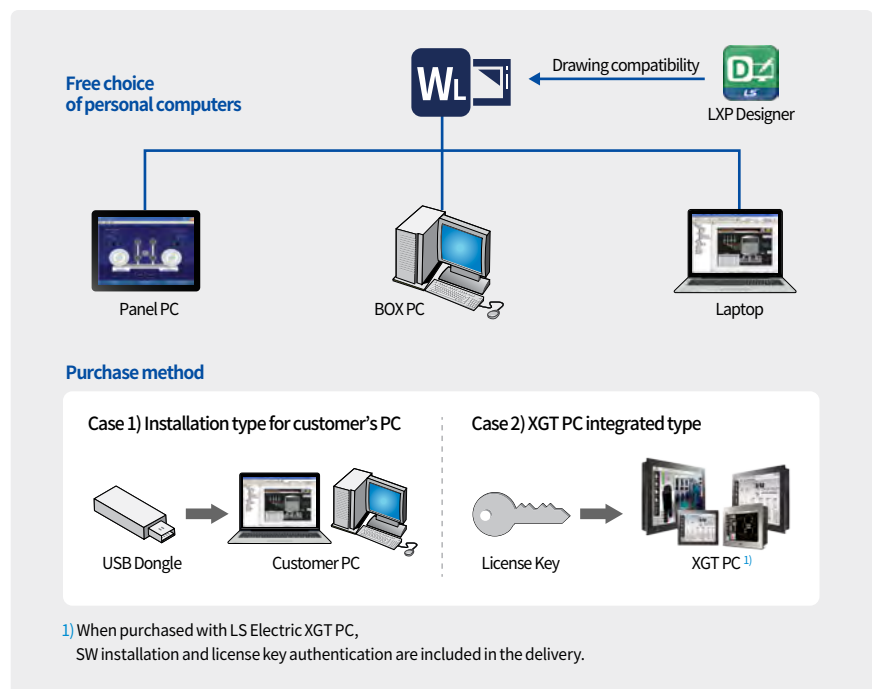 Free choice
of personal computers
WL
i
Drawing compatibility
D
LS
LXP Designer
Panel PC
BOX PC
Laptop
Purchase method
Case 1) Installation type for customer's PC
Case 2) XGT PC integrated type
USB Dongle
Customer PC
License Key
XGT PC 1)
1) When purchased with LS Electric XGT PC,
SW installation and license key authentication are included in the delivery.